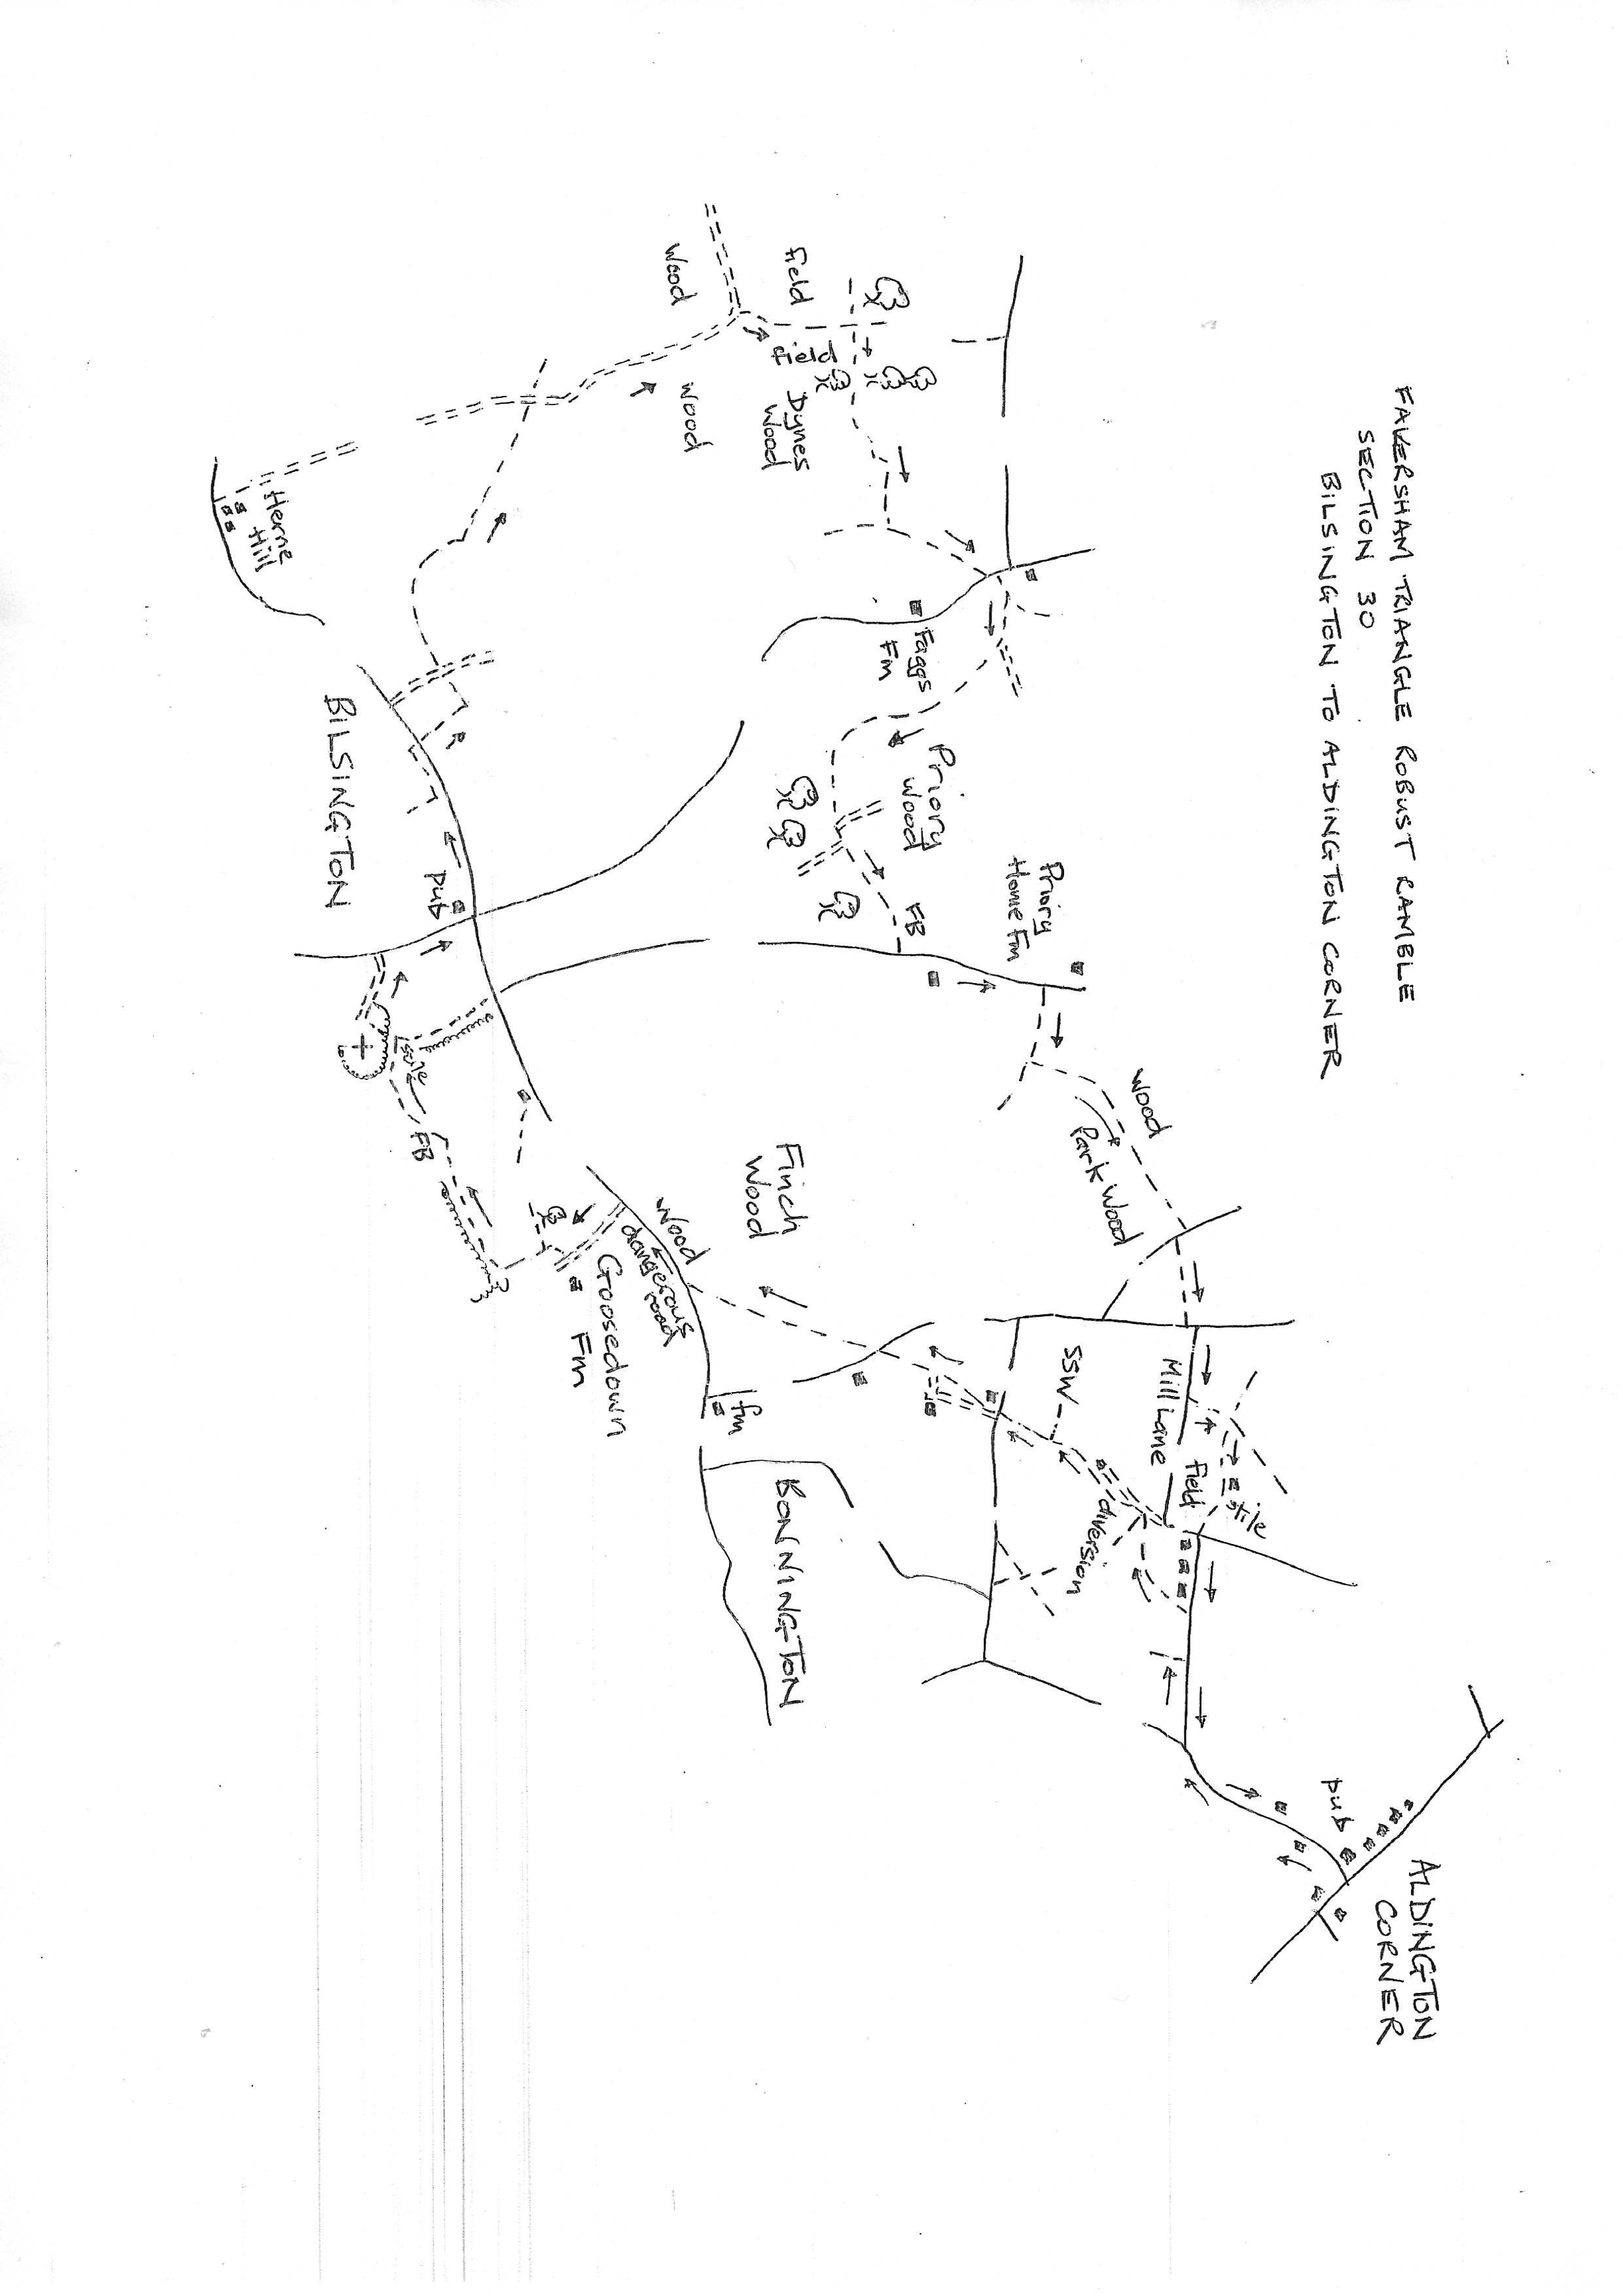 FAVERSHAM TRIANGLE ROBUST RAMBLE
SECTION 30
BILSINGTON TO ALDINGTON CORNER
ALDINGTON
CORNER
pub
stile
field
Mill Lane
Wood
Park Wood
diversion
SSW
Priory
Home Fm
Faggs
Fm
Priory
Wood
FB
field
field
Dynes
Wood
Wood
Wood
Finch
Wood
BONNINGTON
fm
Wood
dangerous
road
Goosedown
Fm
pub
stile
FB
BILSINGTON
Herne
Hill